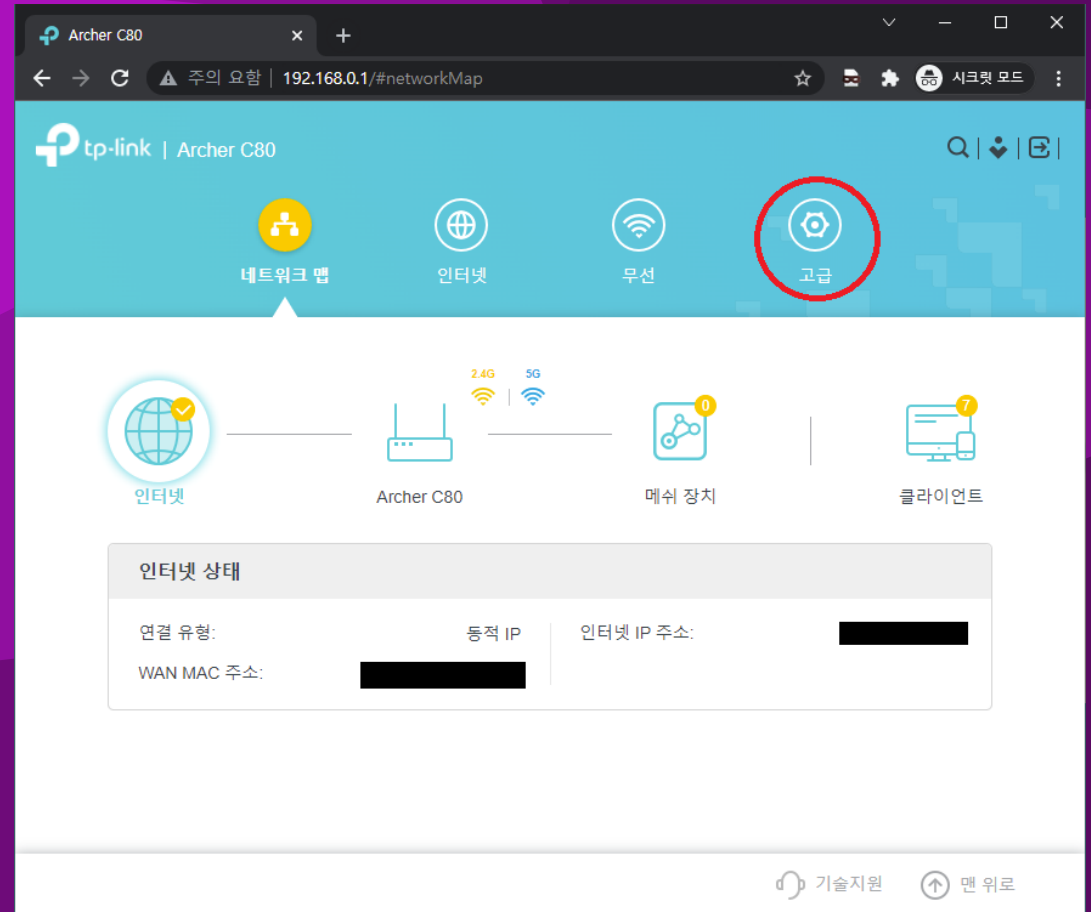 Archer C80
주의 요함 | 192.168.0.1/#networkMap
시크릿 모드
tp-link | Archer C80
네트워크 맵
인터넷
무선
고급
2.4G
5G
0
7
인터넷
Archer C80
메쉬 장치
클라이언트
인터넷 상태
연결 유형: 동적 IP
인터넷 IP 주소:
WAN MAC 주소:
기술지원
맨 위로